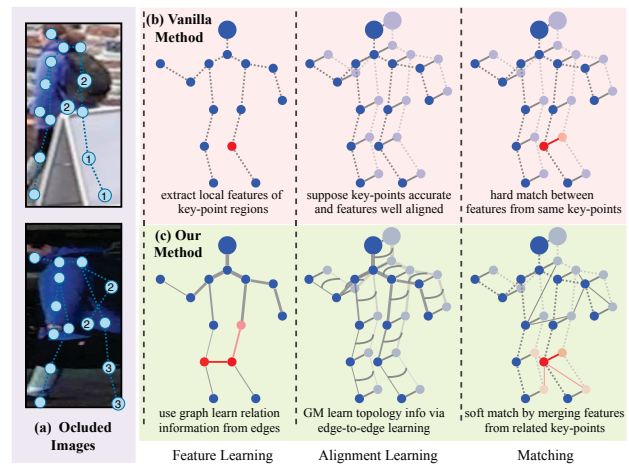 (b) Vanilla
Method
2
2
1
1
extract local features of
key-point regions
suppose key-points accurate
and features well aligned
hard match between
features from same key-points
(c) Our
Method
2
2
3
3
use graph learn relation
information from edges
GM learn topology info via
edge-to-edge learning
soft match by merging features
from related key-points
(a) Ocluded
Images
Feature Learning
Alignment Learning
Matching